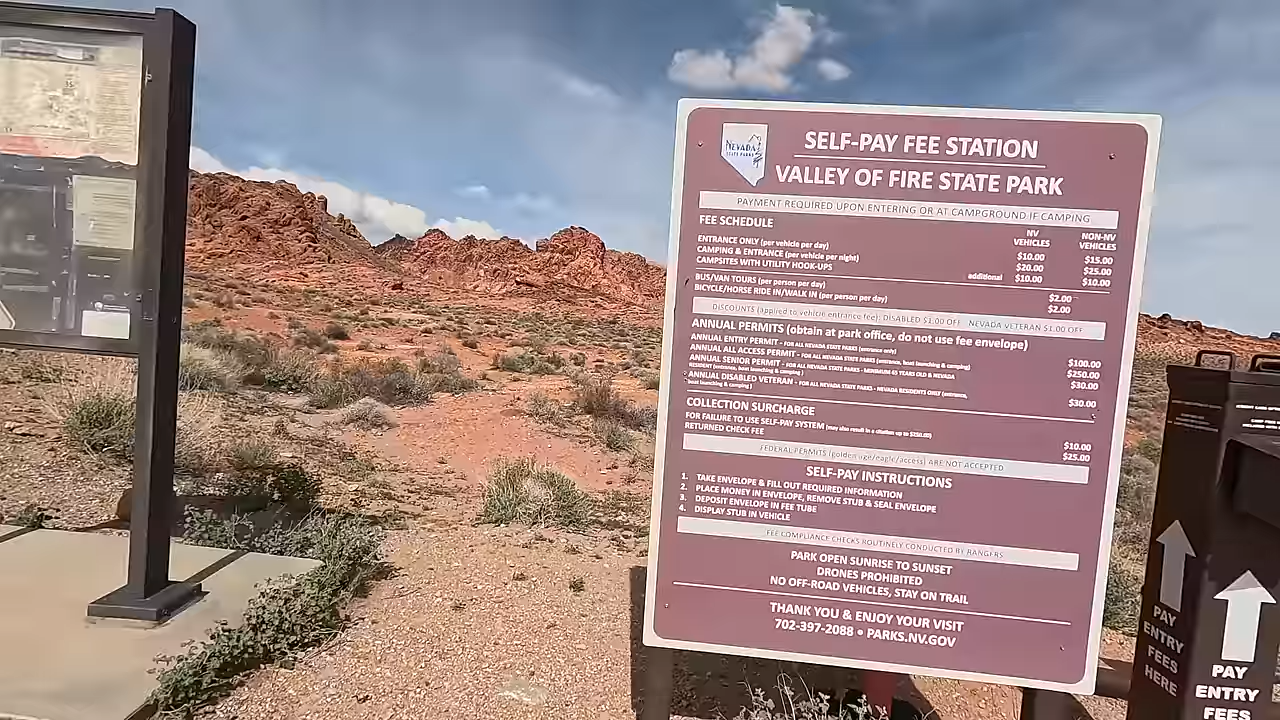 NEVADA
STATE PARKS
SELF-PAY FEE STATION
VALLEY OF FIRE STATE PARK
PAYMENT REQUIRED UPON ENTERING OR AT CAMPGROUND IF CAMPING
FEE SCHEDULE
NV VEHICLES NON-NV VEHICLES
ENTRANCE ONLY (per vehicle per day) $10.00 $15.00
CAMPING & ENTRANCE (per vehicle per night) $20.00 $25.00
CAMPSITES WITH UTILITY HOOK-UPS additional $10.00 $10.00
BUS/VAN TOURS (per person per day) $2.00
BICYCLE/HORSE RIDE IN/WALK IN (per person per day) $2.00
DISCOUNTS (applied to vehicle entrance fee): DISABLED $1.00 OFF NEVADA VETERAN $1.00 OFF
ANNUAL PERMITS (obtain at park office, do not use fee envelope)
ANNUAL ENTRY PERMIT - FOR ALL NEVADA STATE PARKS (entrance only) $100.00
ANNUAL ALL ACCESS PERMIT - FOR ALL NEVADA STATE PARKS (entrance, boat launching & camping) $250.00
ANNUAL SENIOR PERMIT - FOR ALL NEVADA STATE PARKS - MINIMUM 65 YEARS OLD & NEVADA $30.00
RESIDENT (entrance, boat launching & camping)
ANNUAL DISABLED VETERAN - FOR ALL NEVADA STATE PARKS - NEVADA RESIDENTS ONLY (entrance, $30.00
boat launching & camping)
COLLECTION SURCHARGE
FOR FAILURE TO USE SELF-PAY SYSTEM (may also result in a citation up to $250.00) $10.00
RETURNED CHECK FEE $25.00
FEDERAL PERMITS (golden age/eagle/access) ARE NOT ACCEPTED
SELF-PAY INSTRUCTIONS
1. TAKE ENVELOPE & FILL OUT REQUIRED INFORMATION
2. PLACE MONEY IN ENVELOPE, REMOVE STUB & SEAL ENVELOPE
3. DEPOSIT ENVELOPE IN FEE TUBE
4. DISPLAY STUB IN VEHICLE
FEE COMPLIANCE CHECKS ROUTINELY CONDUCTED BY RANGERS
PARK OPEN SUNRISE TO SUNSET
DRONES PROHIBITED
NO OFF-ROAD VEHICLES, STAY ON TRAIL
THANK YOU & ENJOY YOUR VISIT
702-397-2088 • PARKS.NV.GOV
PAY
ENTRY
FEES
HERE
PAY
ENTRY
FEES